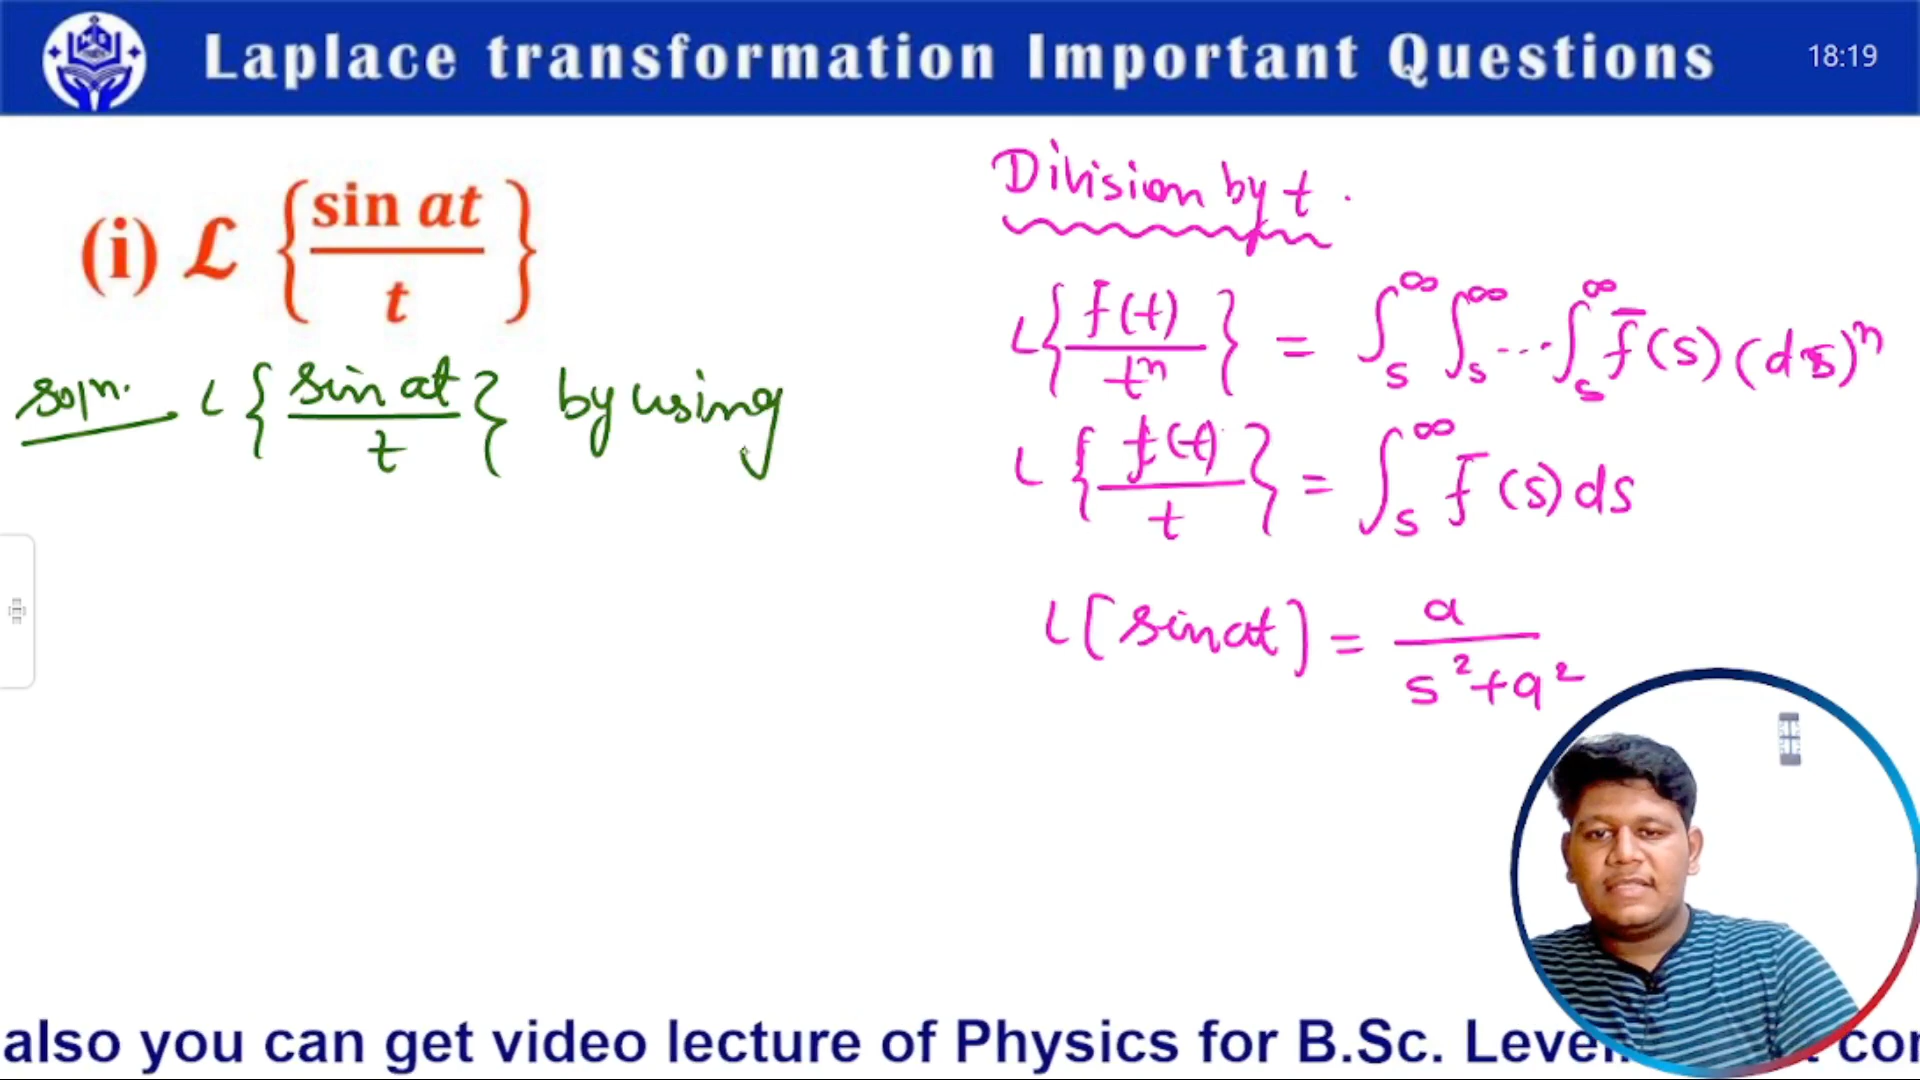 Laplace transformation Important Questions
18:19
(i) ℒ {sin at / t}
soln. L{sin at / t} by using
Division by t.
L{f(t) / tⁿ} = ∫ₛ^∞ ∫ₛ^∞ ... ∫ₛ^∞ f̄(s) (ds)ⁿ
L{f(t) / t} = ∫ₛ^∞ f̄(s) ds
L[sin at] = a / s²+a²
also you can get video lecture of Physics for B.Sc. Leve